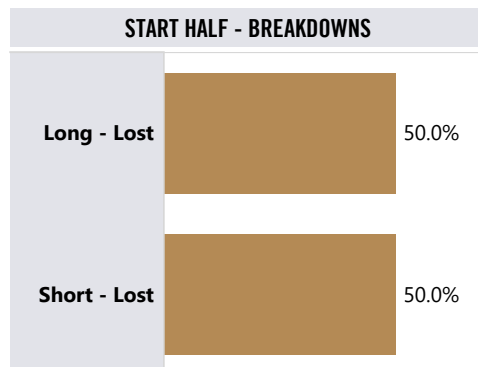 START HALF - BREAKDOWNS
Long - Lost 50.0%
Short - Lost 50.0%